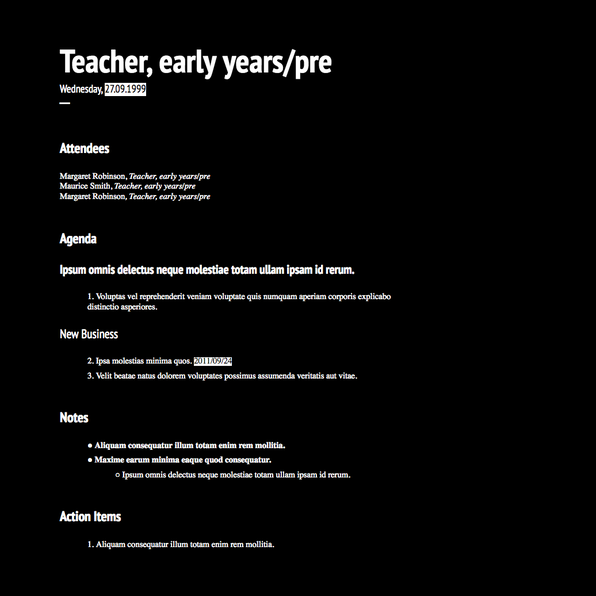 Teacher, early years/pre
Wednesday, 27.09.1999
Attendees
Margaret Robinson, Teacher, early years/pre
Maurice Smith, Teacher, early years/pre
Margaret Robinson, Teacher, early years/pre
Agenda
Ipsum omnis delectus neque molestiae totam ullam ipsam id rerum.
1. Voluptas vel reprehenderit veniam voluptate quis numquam aperiam corporis explicabo
distinctio asperiores.
New Business
2. Ipsa molestias minima quos. 2011/09/24
3. Velit beatae natus dolorem voluptates possimus assumenda veritatis aut vitae.
Notes
● Aliquam consequatur illum totam enim rem mollitia.
● Maxime earum minima eaque quod consequatur.
○ Ipsum omnis delectus neque molestiae totam ullam ipsam id rerum.
Action Items
1. Aliquam consequatur illum totam enim rem mollitia.